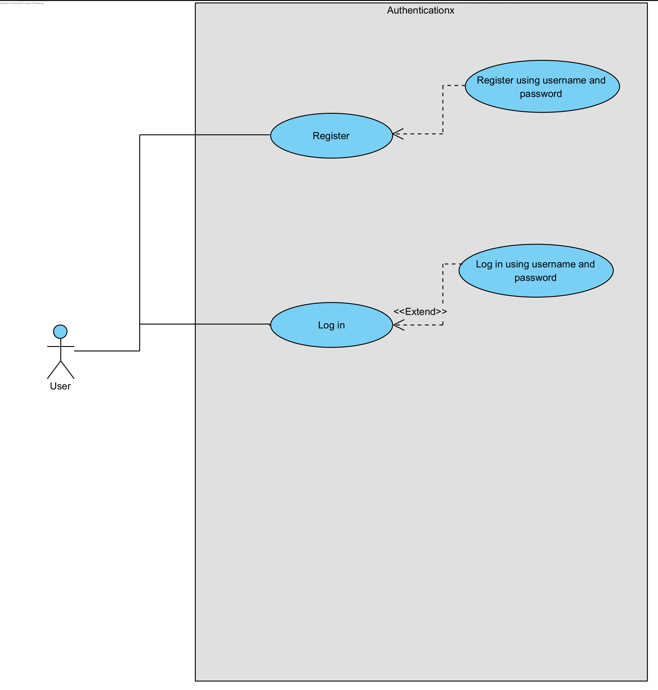 Authenticationx
Register using username and
password
Register
Log in using username and
password
<<Extend>>
Log in
User